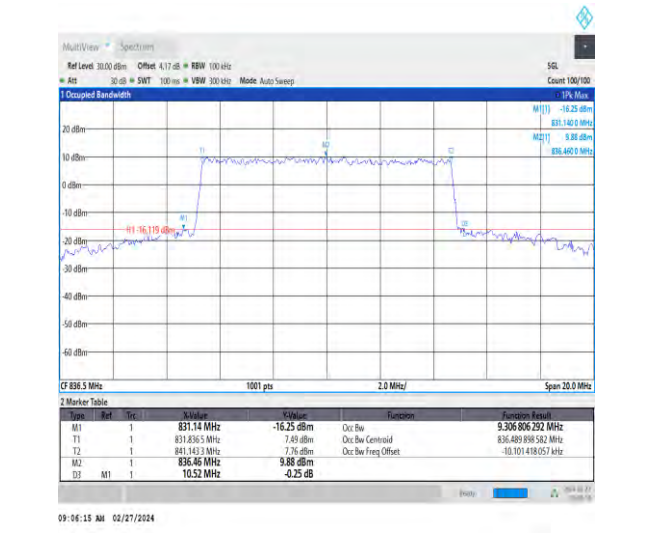 MultiView Spectrum
Ref Level 30.00 dBm Offset 4.17 dB RBW 100 kHz SGL
Att 30 dB SWT 100 ms VBW 300 kHz Mode Auto Sweep Count 100/100
1 Occupied Bandwidth 1Pk Max
M1[1] -16.25 dBm
831.140 0 MHz
20 dBm M2[1] 9.88 dBm
836.460 0 MHz
T1 M2 T2
10 dBm
0 dBm
-10 dBm
M1 D3
H1 -16.119 dBm
-20 dBm
-30 dBm
-40 dBm
-50 dBm
-60 dBm
CF 836.5 MHz 1001 pts 2.0 MHz/ Span 20.0 MHz
2 Marker Table
Type Ref Trc X-Value Y-Value Function Function Result
M1 1 831.14 MHz -16.25 dBm Occ Bw 9.306 806 292 MHz
T1 1 831.836 5 MHz 7.49 dBm Occ Bw Centroid 836.489 898 582 MHz
T2 1 841.143 3 MHz 7.76 dBm Occ Bw Freq Offset -10.101 418 057 kHz
M2 1 836.46 MHz 9.88 dBm
D3 M1 1 10.52 MHz -0.25 dB
09:06:15 AM 02/27/2024